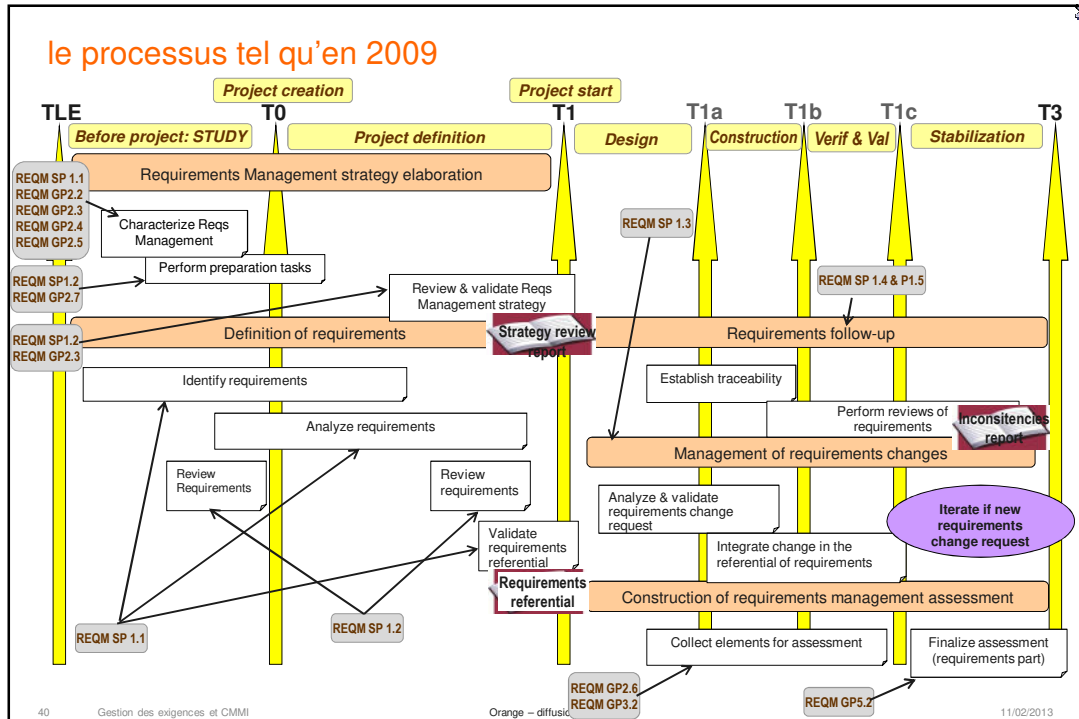 le processus tel qu'en 2009
Project creation
Project start
TLE
T0
T1
T1a
T1b
T1c
T3
Before project: STUDY
Project definition
Design
Construction
Verif & Val
Stabilization
Requirements Management strategy elaboration
REQM SP 1.1
REQM GP2.2
REQM GP2.3
REQM GP2.4
REQM GP2.5
Characterize Reqs
Management
REQM SP 1.3
Perform preparation tasks
REQM SP1.2
REQM GP2.7
Review & validate Reqs
Management strategy
REQM SP 1.4 & P1.5
REQM SP1.2
REQM GP2.3
Definition of requirements
Strategy review
report
Requirements follow-up
Identify requirements
Establish traceability
Analyze requirements
Perform reviews of
requirements
Inconsitencies
report
Management of requirements changes
Review
Requirements
Review
requirements
Analyze & validate
requirements change
request
Iterate if new
requirements
change request
Validate
requirements
referential
Integrate change in the
referential of requirements
Requirements
referential
Construction of requirements management assessment
REQM SP 1.1
REQM SP 1.2
Collect elements for assessment
Finalize assessment
(requirements part)
REQM GP2.6
REQM GP3.2
REQM GP5.2
40
Gestion des exigences et CMMI
Orange – diffusi
11/02/2013